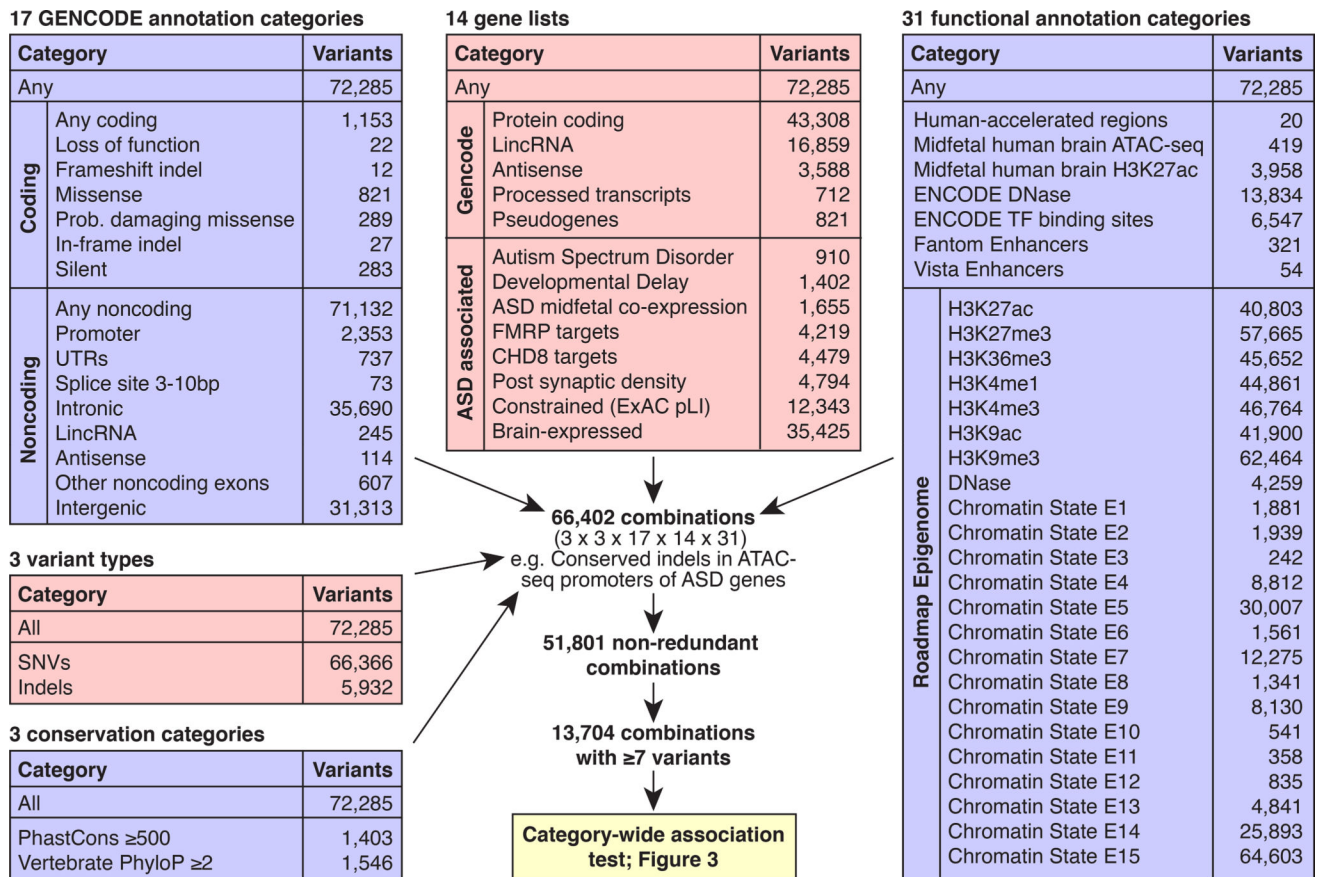 17 GENCODE annotation categories
Category Variants
Any 72,285
Coding
Any coding 1,153
Loss of function 22
Frameshift indel 12
Missense 821
Prob. damaging missense 289
In-frame indel 27
Silent 283
Noncoding
Any noncoding 71,132
Promoter 2,353
UTRs 737
Splice site 3-10bp 73
Intronic 35,690
LincRNA 245
Antisense 114
Other noncoding exons 607
Intergenic 31,313
3 variant types
Category Variants
All 72,285
SNVs 66,366
Indels 5,932
3 conservation categories
Category Variants
All 72,285
PhastCons ≥500 1,403
Vertebrate PhyloP ≥2 1,546
14 gene lists
Category Variants
Any 72,285
Gencode
Protein coding 43,308
LincRNA 16,859
Antisense 3,588
Processed transcripts 712
Pseudogenes 821
ASD associated
Autism Spectrum Disorder 910
Developmental Delay 1,402
ASD midfetal co-expression 1,655
FMRP targets 4,219
CHD8 targets 4,479
Post synaptic density 4,794
Constrained (ExAC pLI) 12,343
Brain-expressed 35,425
66,402 combinations
(3 x 3 x 17 x 14 x 31)
e.g. Conserved indels in ATAC-
seq promoters of ASD genes
51,801 non-redundant
combinations
13,704 combinations
with ≥7 variants
Category-wide association
test; Figure 3
31 functional annotation categories
Category Variants
Any 72,285
Human-accelerated regions 20
Midfetal human brain ATAC-seq 419
Midfetal human brain H3K27ac 3,958
ENCODE DNase 13,834
ENCODE TF binding sites 6,547
Fantom Enhancers 321
Vista Enhancers 54
Roadmap Epigenome
H3K27ac 40,803
H3K27me3 57,665
H3K36me3 45,652
H3K4me1 44,861
H3K4me3 46,764
H3K9ac 41,900
H3K9me3 62,464
DNase 4,259
Chromatin State E1 1,881
Chromatin State E2 1,939
Chromatin State E3 242
Chromatin State E4 8,812
Chromatin State E5 30,007
Chromatin State E6 1,561
Chromatin State E7 12,275
Chromatin State E8 1,341
Chromatin State E9 8,130
Chromatin State E10 541
Chromatin State E11 358
Chromatin State E12 835
Chromatin State E13 4,841
Chromatin State E14 25,893
Chromatin State E15 64,603